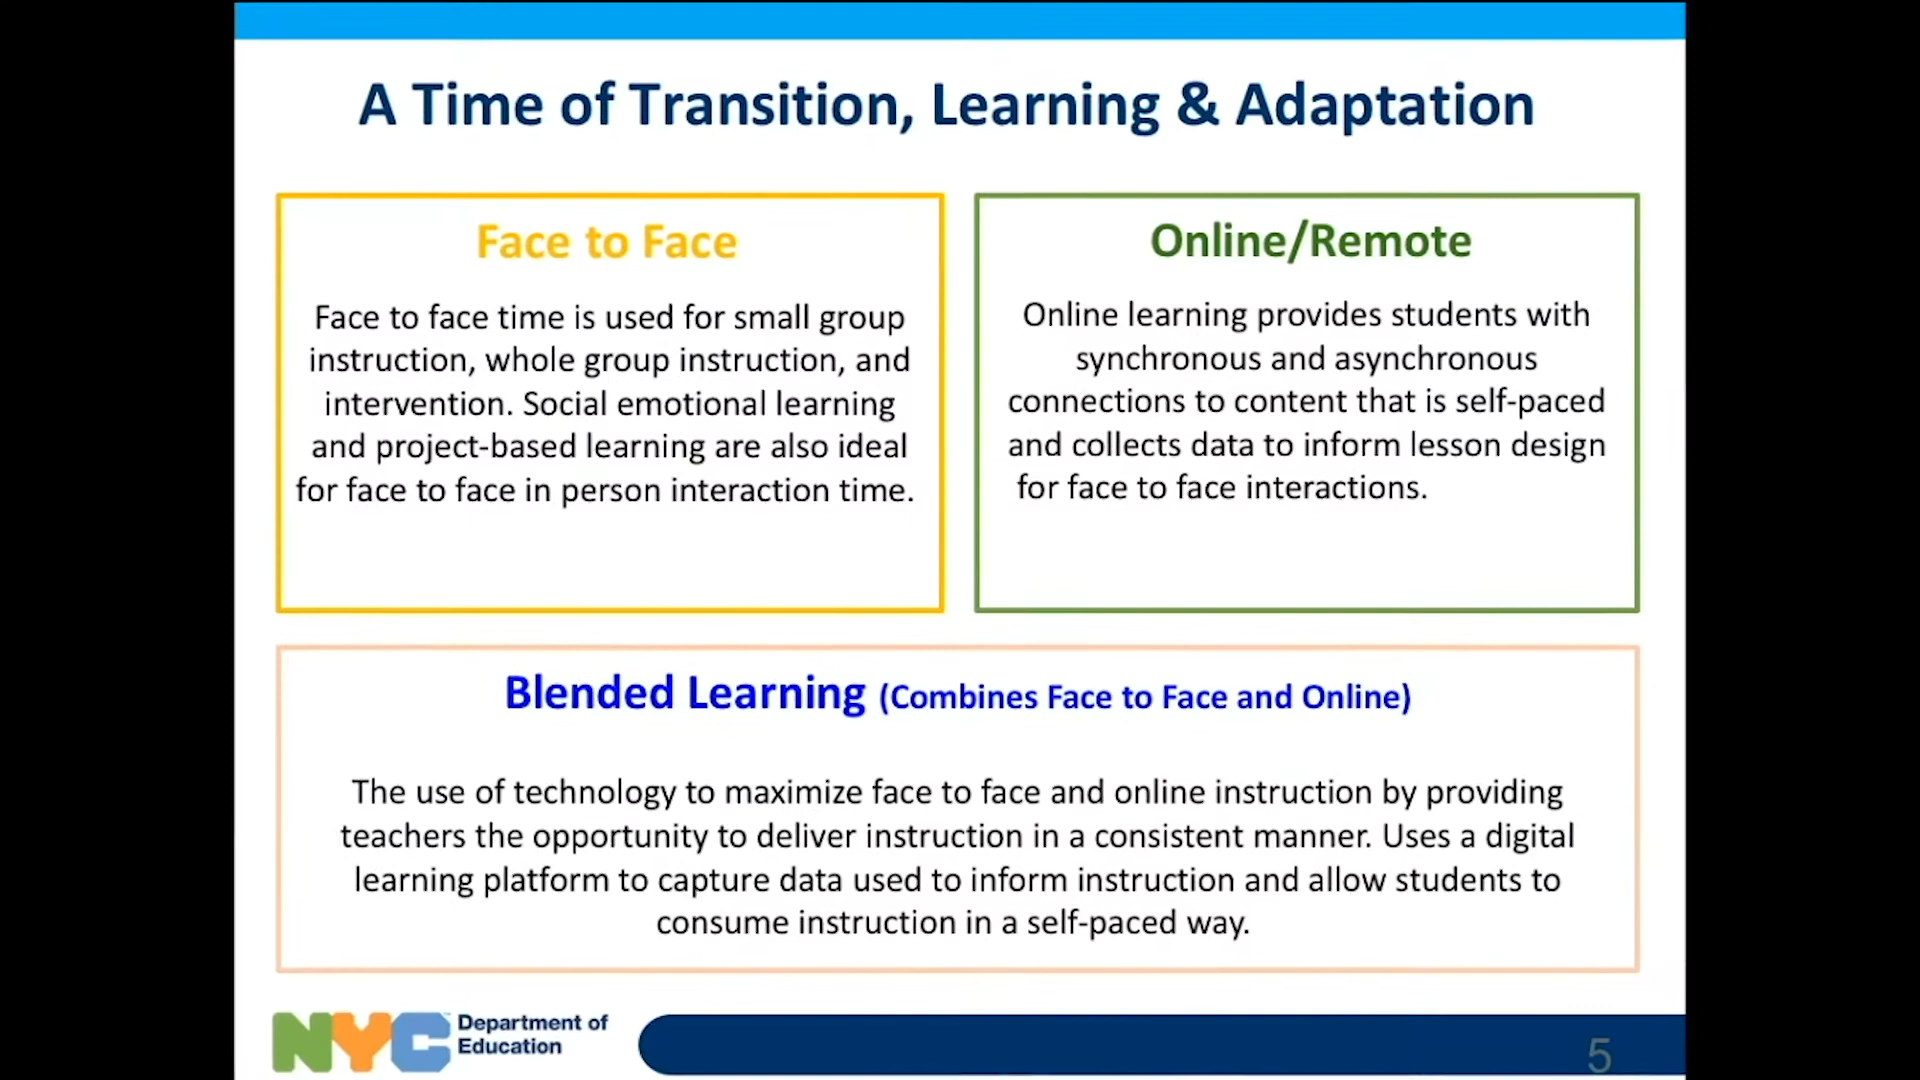 A Time of Transition, Learning & Adaptation
Face to Face
Face to face time is used for small group
instruction, whole group instruction, and
intervention. Social emotional learning
and project-based learning are also ideal
for face to face in person interaction time.
Online/Remote
Online learning provides students with
synchronous and asynchronous
connections to content that is self-paced
and collects data to inform lesson design
for face to face interactions.
Blended Learning (Combines Face to Face and Online)
The use of technology to maximize face to face and online instruction by providing
teachers the opportunity to deliver instruction in a consistent manner. Uses a digital
learning platform to capture data used to inform instruction and allow students to
consume instruction in a self-paced way.
NYC Department of
Education
5